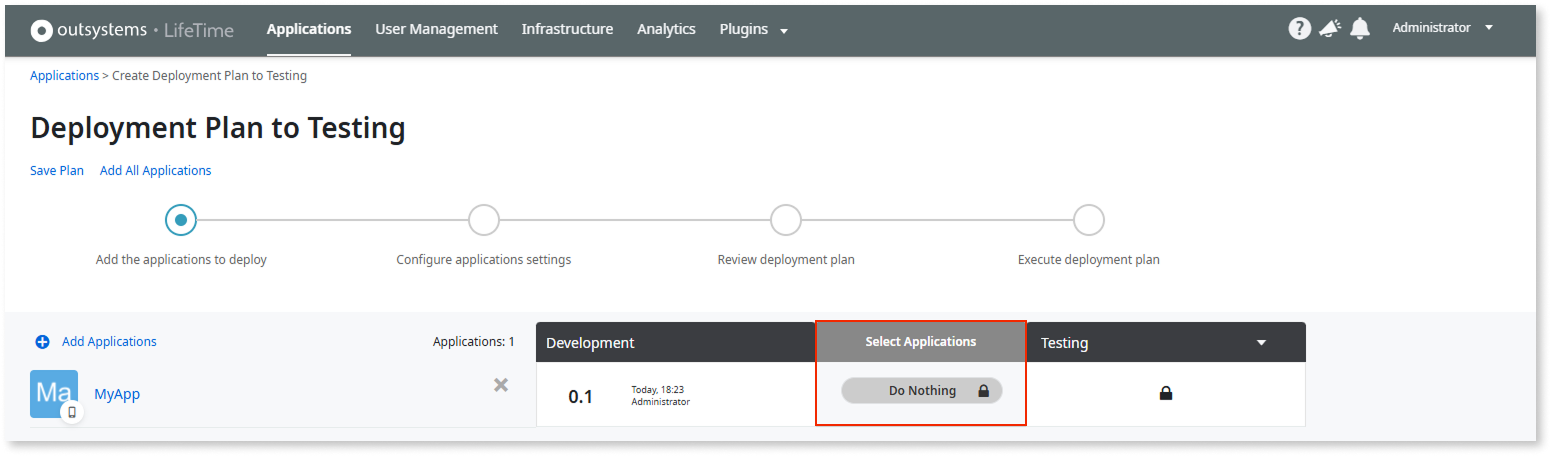 outsystems • LifeTime Applications User Management Infrastructure Analytics Plugins ? Administrator
Applications > Create Deployment Plan to Testing
Deployment Plan to Testing
Save Plan Add All Applications
Add the applications to deploy Configure applications settings Review deployment plan Execute deployment plan
Add Applications Applications: 1 Development Select Applications Testing
Ma MyApp 0.1 Today, 18:23 Do Nothing
Administrator